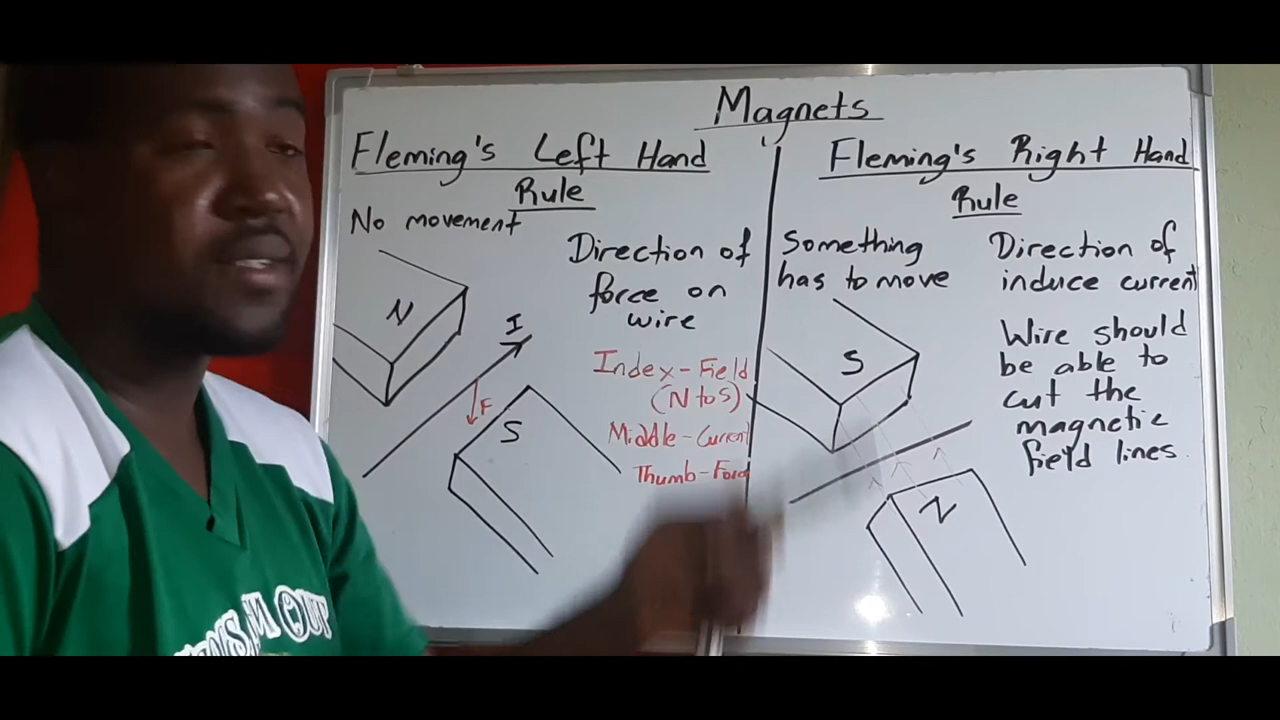 Magnets
Fleming's Left Hand
Rule
No movement
Direction of
force on
wire
N
I
F
S
Index-Field
(N to S)
Middle-Current
Thumb-Force
Fleming's Right Hand
Rule
Something
has to move
Direction of
induce current
Wire should
be able to
cut the
magnetic
field lines.
S
N
OUT